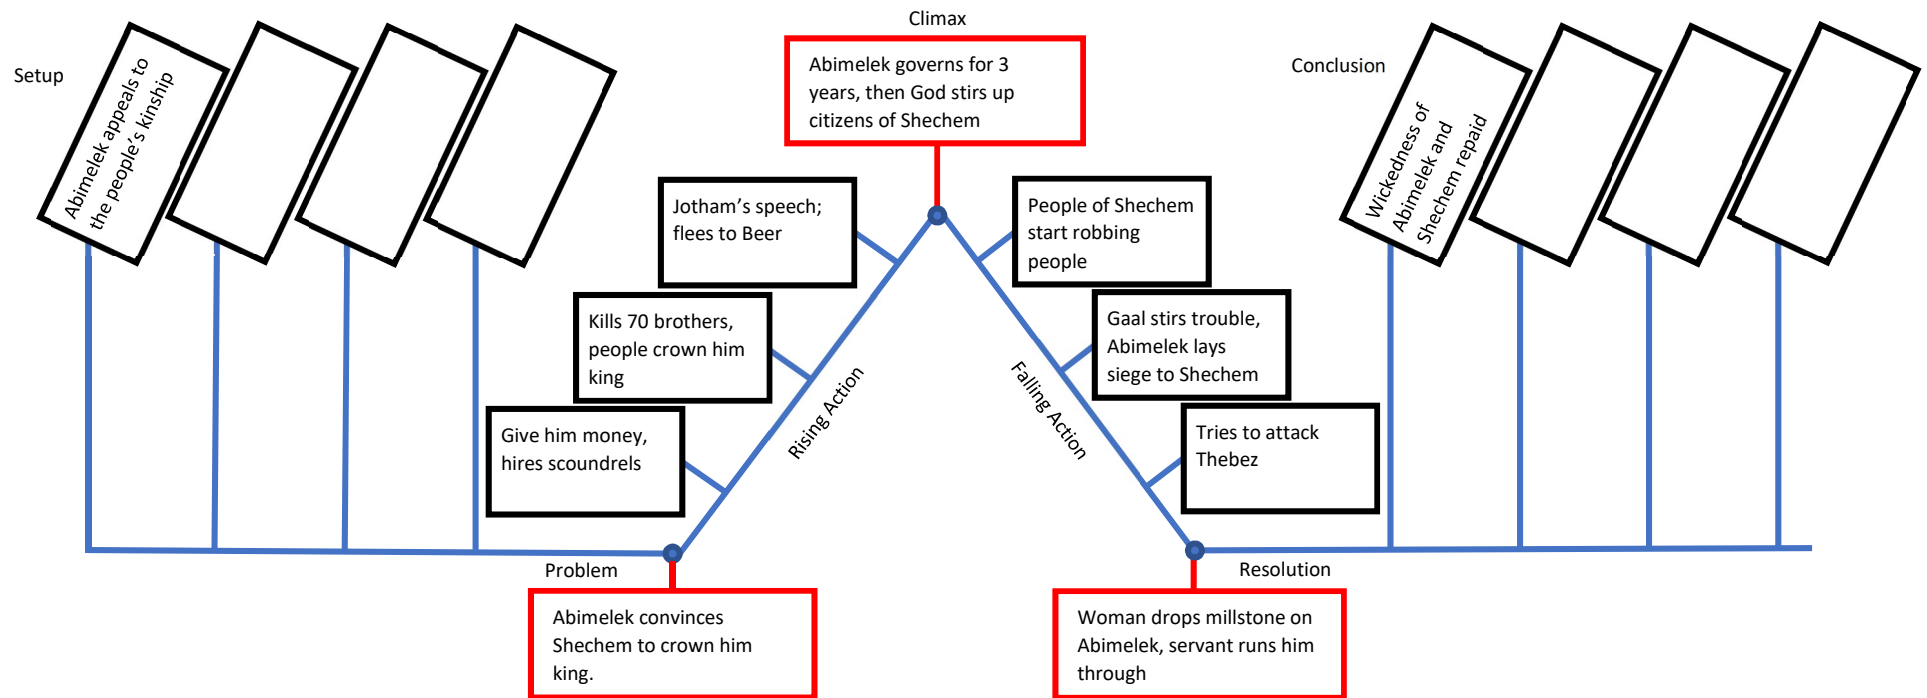 Setup
Abimelek appeals to
the people's kinship
Climax
Abimelek governs for 3
years, then God stirs up
citizens of Shechem
Jotham's speech;
flees to Beer
Kills 70 brothers,
people crown him
king
Give him money,
hires scoundrels
Rising Action
Problem
Abimelek convinces
Shechem to crown him
king.
People of Shechem
start robbing
people
Gaal stirs trouble,
Abimelek lays
siege to Shechem
Tries to attack
Thebez
Falling Action
Resolution
Woman drops millstone on
Abimelek, servant runs him
through
Conclusion
Wickedness of
Abimelek and
Shechem repaid